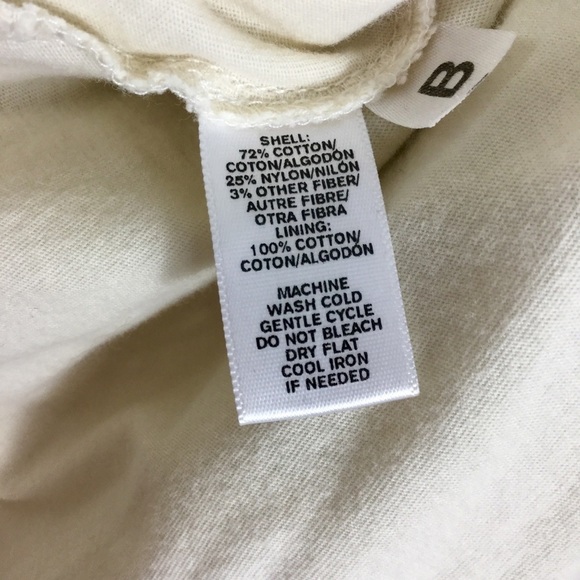 SHELL:
72% COTTON/
COTON/ALGODÓN
25% NYLON/NILÓN
3% OTHER FIBER/
AUTRE FIBRE/
OTRA FIBRA
LINING:
100% COTTON/
COTON/ALGODÓN
MACHINE
WASH COLD
GENTLE CYCLE
DO NOT BLEACH
DRY FLAT
COOL IRON
IF NEEDED
B